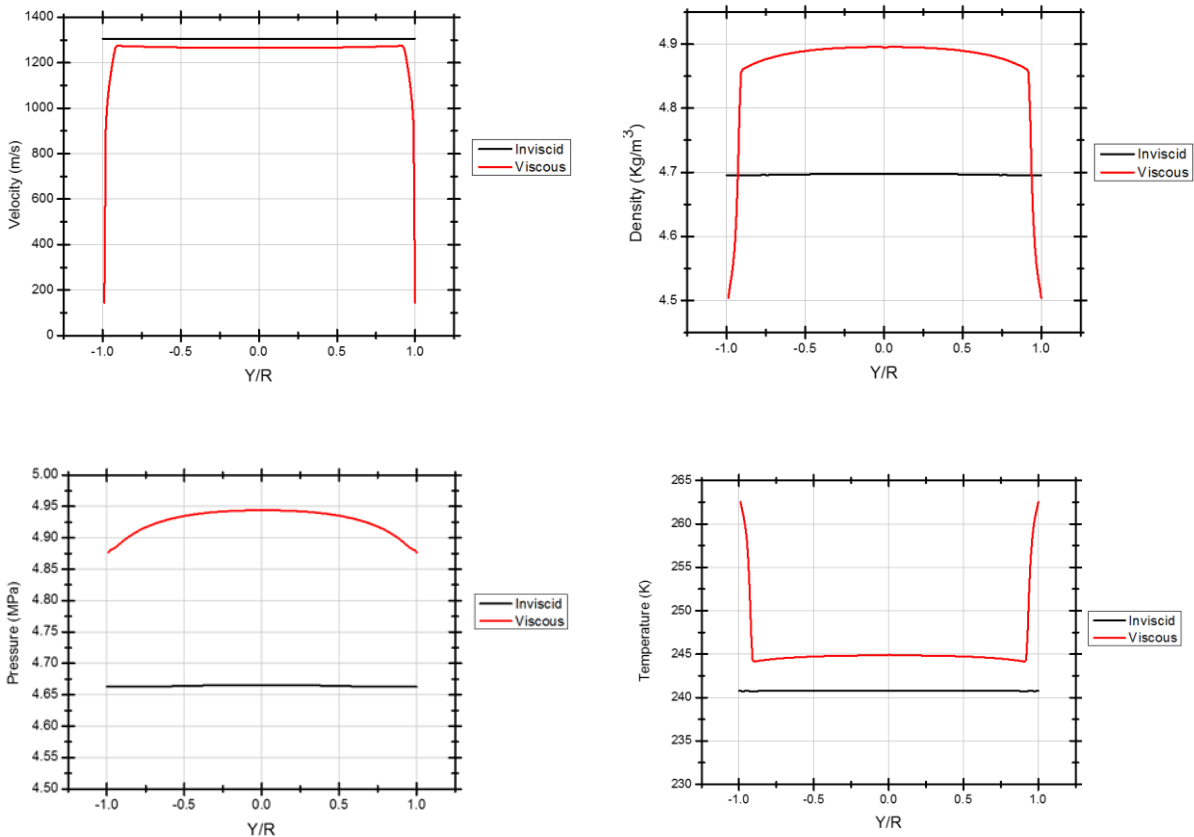 1400
1200
1000
800
600
400
200
0
Velocity (m/s)
-1.0 -0.5 0.0 0.5 1.0
Y/R
Inviscid
Viscous
4.9
4.8
4.7
4.6
4.5
Density (Kg/m³)
-1.0 -0.5 0.0 0.5 1.0
Y/R
Inviscid
Viscous
5.00
4.95
4.90
4.85
4.80
4.75
4.70
4.65
4.60
4.55
4.50
Pressure (MPa)
-1.0 -0.5 0.0 0.5 1.0
Y/R
Inviscid
Viscous
265
260
255
250
245
240
235
230
Temperature (K)
-1.0 -0.5 0.0 0.5 1.0
Y/R
Inviscid
Viscous